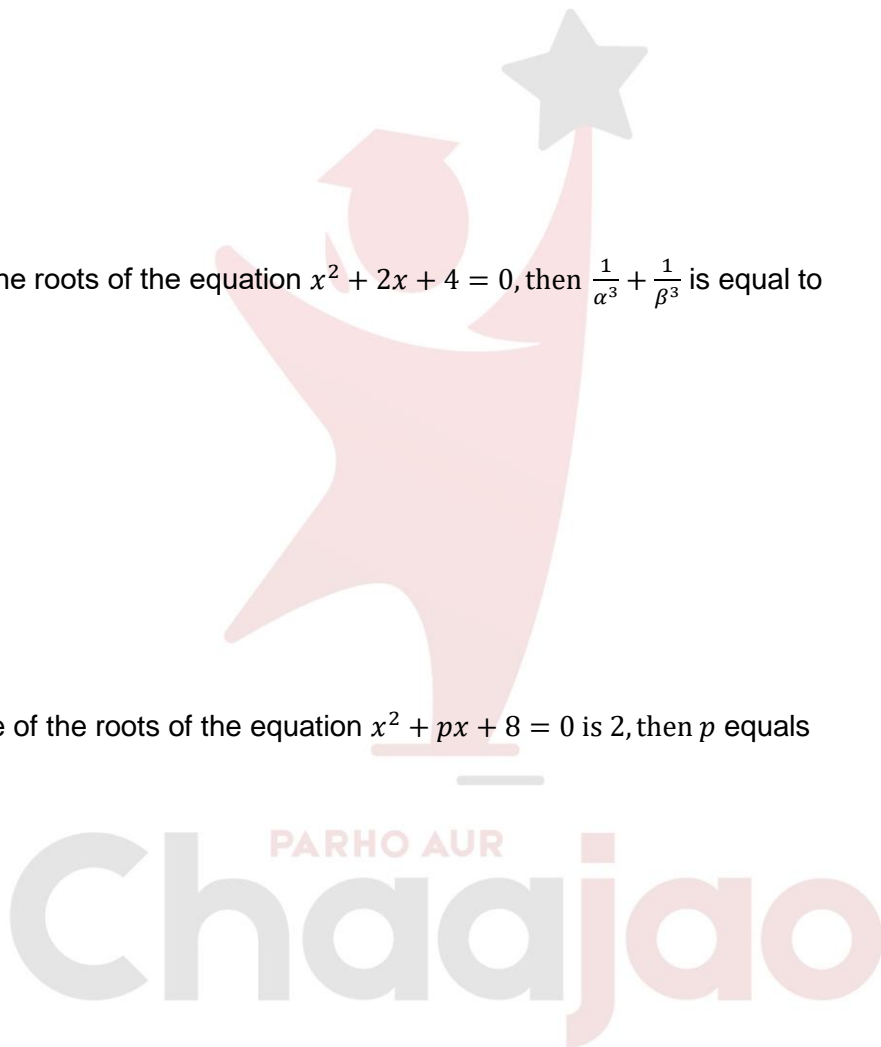 he roots of the equation x² + 2x + 4 = 0, then 1/α³ + 1/β³ is equal to
e of the roots of the equation x² + px + 8 = 0 is 2, then p equals
PARHO AUR
Chaajao